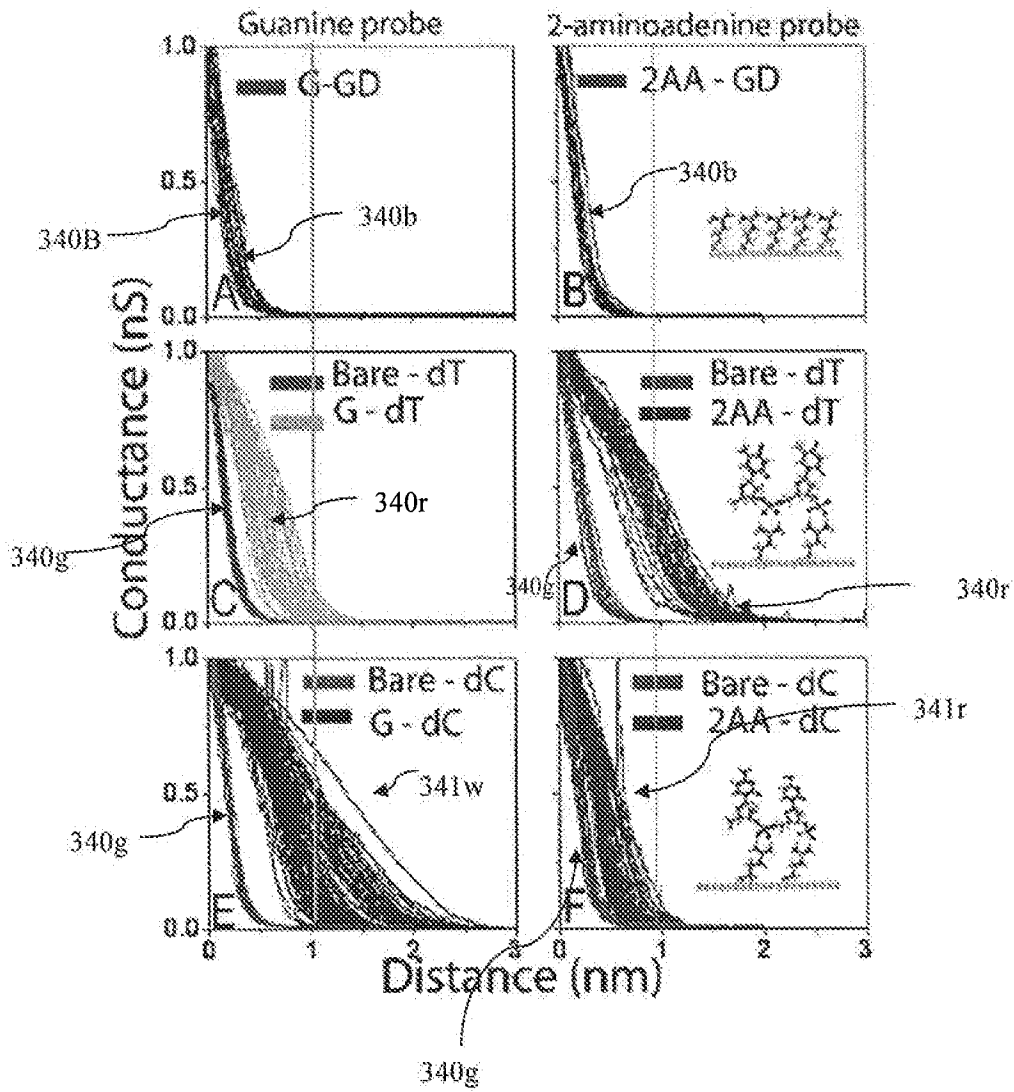 Guanine probe
2-aminoadenine probe
Conductance (nS)
1.0
0.5
0.0
G-GD
340B
340b
A
2AA - GD
340b
B
1.0
0.5
0.0
Bare - dT
G - dT
340g
340r
C
Bare - dT
2AA - dT
340g
340r
D
1.0
0.5
0.0
Bare - dC
G - dC
340g
341w
E
Bare - dC
2AA - dC
341r
F
0
1
2
3
0
1
2
3
Distance (nm)
340g